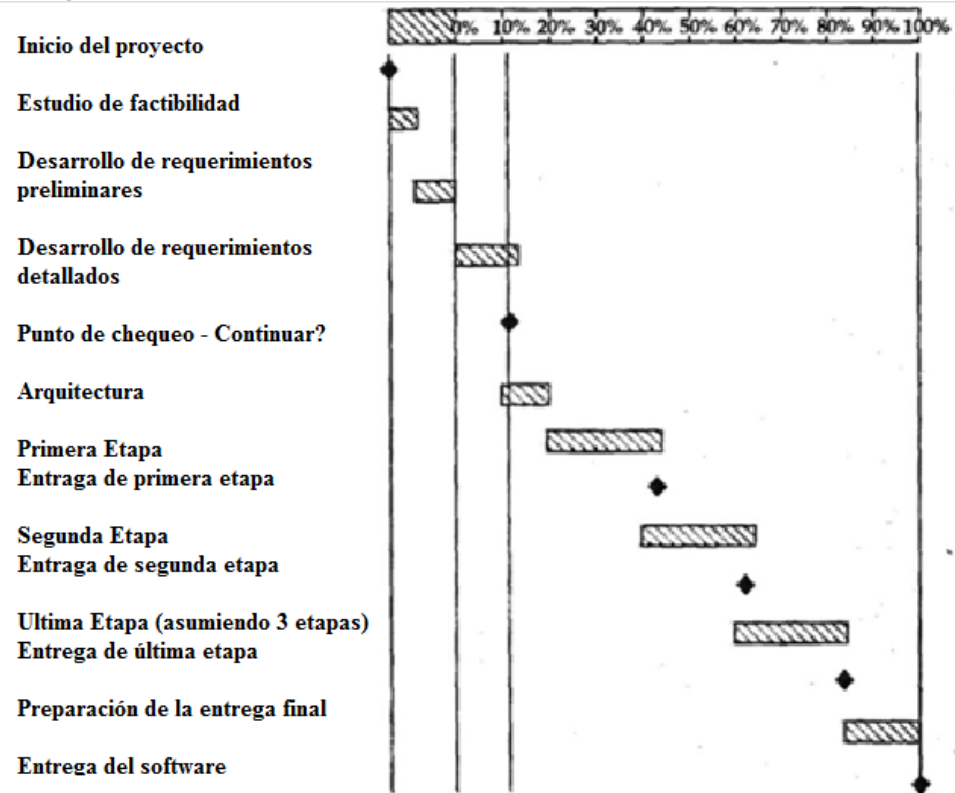 0% 10% 20% 30% 40% 50% 60% 70% 80% 90% 100%
Inicio del proyecto
Estudio de factibilidad
Desarrollo de requerimientos
preliminares
Desarrollo de requerimientos
detallados
Punto de chequeo - Continuar?
Arquitectura
Primera Etapa
Entraga de primera etapa
Segunda Etapa
Entraga de segunda etapa
Ultima Etapa (asumiendo 3 etapas)
Entrega de última etapa
Preparación de la entrega final
Entrega del software